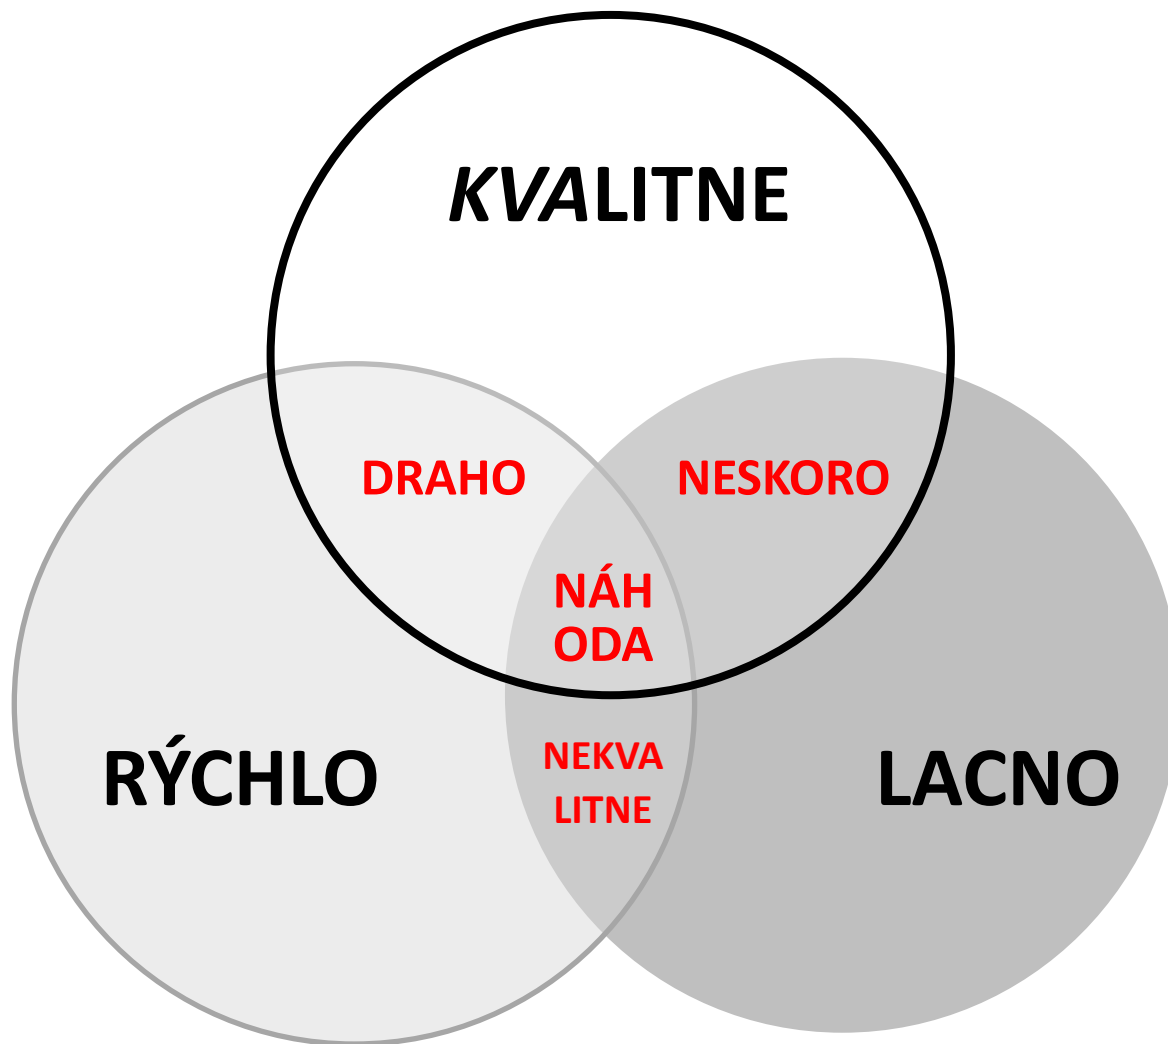 KVALITNE
DRAHO
NESKORO
NÁH
ODA
NEKVA
LITNE
RÝCHLO
LACNO